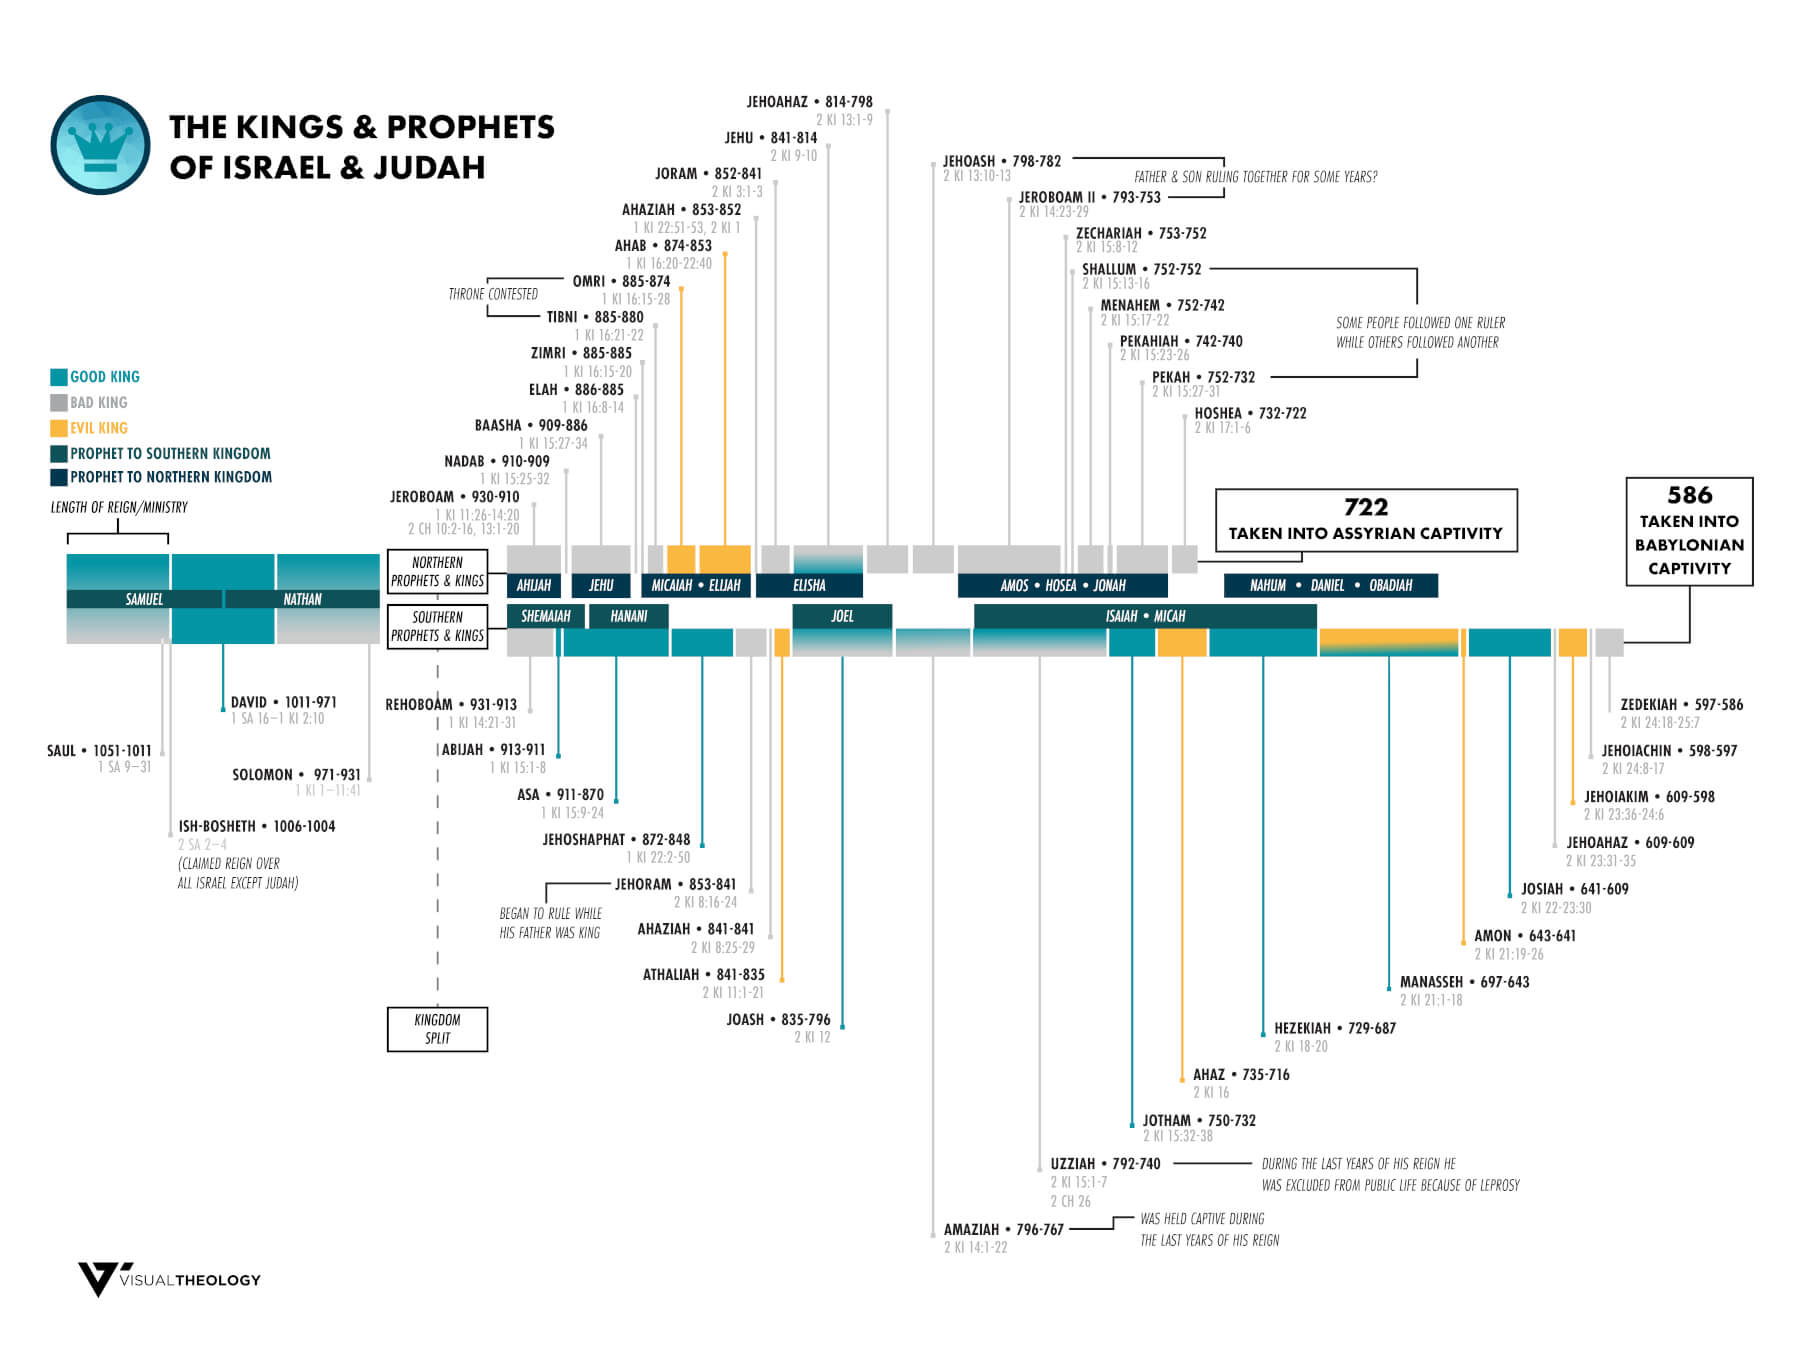 THE KINGS & PROPHETS
OF ISRAEL & JUDAH
GOOD KING
BAD KING
EVIL KING
PROPHET TO SOUTHERN KINGDOM
PROPHET TO NORTHERN KINGDOM
LENGTH OF REIGN/MINISTRY
SAMUEL
NATHAN
DAVID • 1011-971
1 SA 16–1 KI 2:10
SAUL • 1051-1011
1 SA 9–31
SOLOMON • 971-931
1 KI 1–11:41
ISH-BOSHETH • 1006-1004
2 SA 2–4
(CLAIMED REIGN OVER
ALL ISRAEL EXCEPT JUDAH)
JEHOAHAZ • 814-798
2 KI 13:1-9
JEHU • 841-814
2 KI 9-10
JORAM • 852-841
2 KI 3:1-3
AHAZIAH • 853-852
1 KI 22:51-53, 2 KI 1
AHAB • 874-853
1 KI 16:20-22:40
OMRI • 885-874
1 KI 16:15-28
THRONE CONTESTED
TIBNI • 885-880
1 KI 16:21-22
ZIMRI • 885-885
1 KI 16:15-20
ELAH • 886-885
1 KI 16:8-14
BAASHA • 909-886
1 KI 15:27-34
NADAB • 910-909
1 KI 15:25-32
JEROBOAM • 930-910
1 KI 11:26-14:20
2 CH 10:2-16, 13:1-20
JEHOASH • 798-782
2 KI 13:10-13
FATHER & SON RULING TOGETHER FOR SOME YEARS?
JEROBOAM II • 793-753
2 KI 14:23-29
ZECHARIAH • 753-752
2 KI 15:8-12
SHALLUM • 752-752
2 KI 15:13-16
MENAHEM • 752-742
2 KI 15:17-22
SOME PEOPLE FOLLOWED ONE RULER
WHILE OTHERS FOLLOWED ANOTHER
PEKAHIAH • 742-740
2 KI 15:23-26
PEKAH • 752-732
2 KI 15:27-31
HOSHEA • 732-722
2 KI 17:1-6
722
TAKEN INTO ASSYRIAN CAPTIVITY
586
TAKEN INTO
BABYLONIAN
CAPTIVITY
NORTHERN
PROPHETS & KINGS
AHIJAH
JEHU
MICAIAH • ELIJAH
ELISHA
AMOS • HOSEA • JONAH
NAHUM • DANIEL • OBADIAH
SOUTHERN
PROPHETS & KINGS
SHEMAIAH
HANANI
JOEL
ISAIAH • MICAH
REHOBOAM • 931-913
1 KI 14:21-31
ABIJAH • 913-911
1 KI 15:1-8
ASA • 911-870
1 KI 15:9-24
JEHOSHAPHAT • 872-848
1 KI 22:2-50
JEHORAM • 853-841
2 KI 8:16-24
BEGAN TO RULE WHILE
HIS FATHER WAS KING
AHAZIAH • 841-841
2 KI 8:25-29
ATHALIAH • 841-835
2 KI 11:1-21
JOASH • 835-796
2 KI 12
KINGDOM
SPLIT
ZEDEKIAH • 597-586
2 KI 24:18-25:7
JEHOIACHIN • 598-597
2 KI 24:8-17
JEHOIAKIM • 609-598
2 KI 23:36-24:6
JEHOAHAZ • 609-609
2 KI 23:31-35
JOSIAH • 641-609
2 KI 22-23:30
AMON • 643-641
2 KI 21:19-26
MANASSEH • 697-643
2 KI 21:1-18
HEZEKIAH • 729-687
2 KI 18-20
AHAZ • 735-716
2 KI 16
JOTHAM • 750-732
2 KI 15:32-38
UZZIAH • 792-740
2 KI 15:1-7
2 CH 26
DURING THE LAST YEARS OF HIS REIGN HE
WAS EXCLUDED FROM PUBLIC LIFE BECAUSE OF LEPROSY
AMAZIAH • 796-767
2 KI 14:1-22
WAS HELD CAPTIVE DURING
THE LAST YEARS OF HIS REIGN
VISUALTHEOLOGY